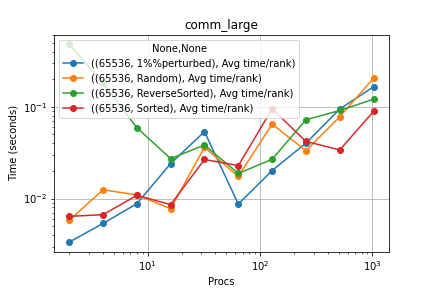 comm_large
None,None
((65536, 1%%perturbed), Avg time/rank)
((65536, Random), Avg time/rank)
((65536, ReverseSorted), Avg time/rank)
((65536, Sorted), Avg time/rank)
Time (seconds)
10⁻¹
10⁻²
10¹ 10² 10³
Procs